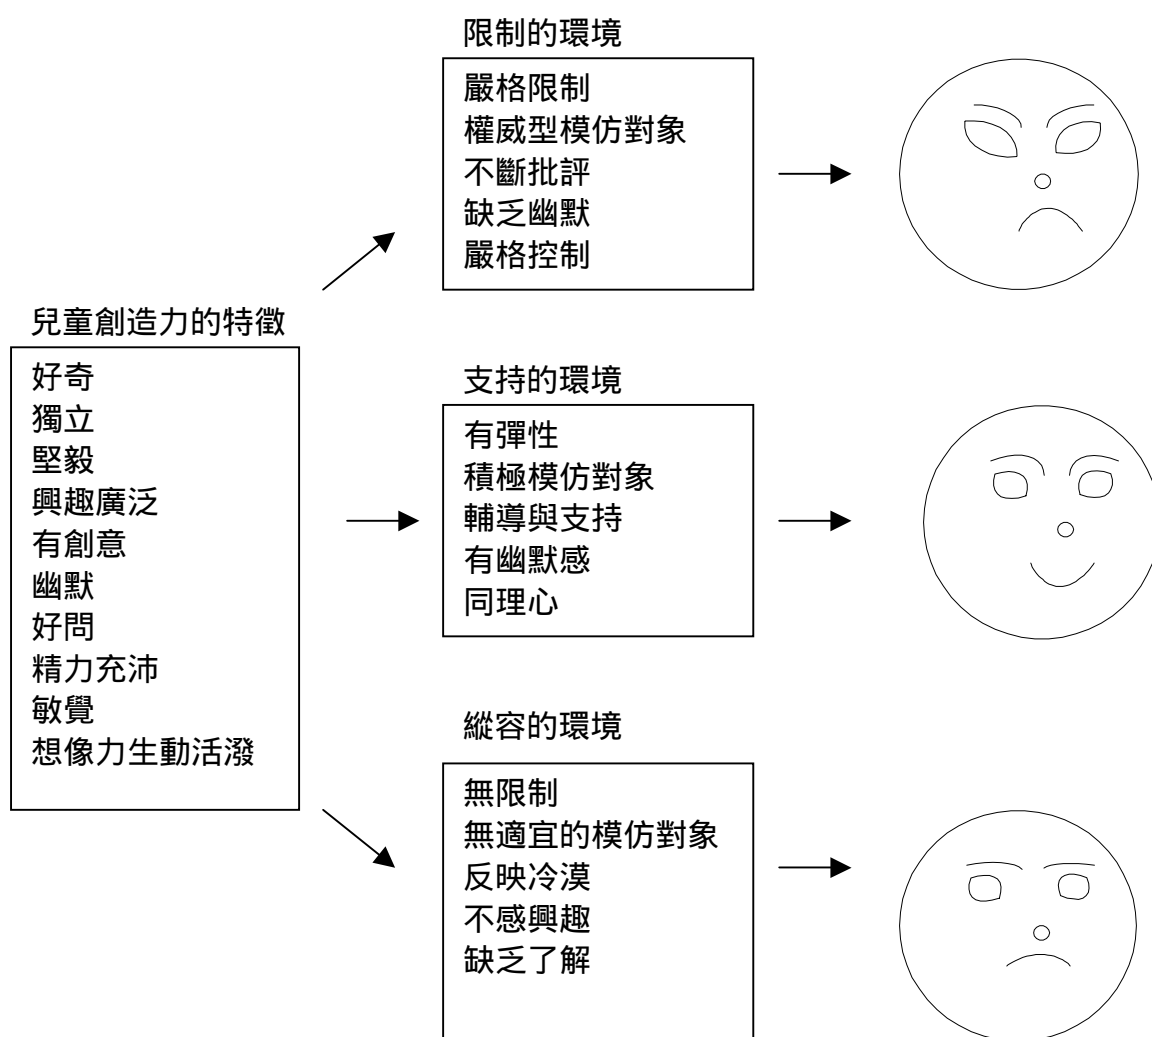 限制的環境
嚴格限制
權威型模仿對象
不斷批評
缺乏幽默
嚴格控制
兒童創造力的特徵
好奇
獨立
堅毅
興趣廣泛
有創意
幽默
好問
精力充沛
敏覺
想像力生動活潑
支持的環境
有彈性
積極模仿對象
輔導與支持
有幽默感
同理心
縱容的環境
無限制
無適宜的模仿對象
反映冷漠
不感興趣
缺乏了解